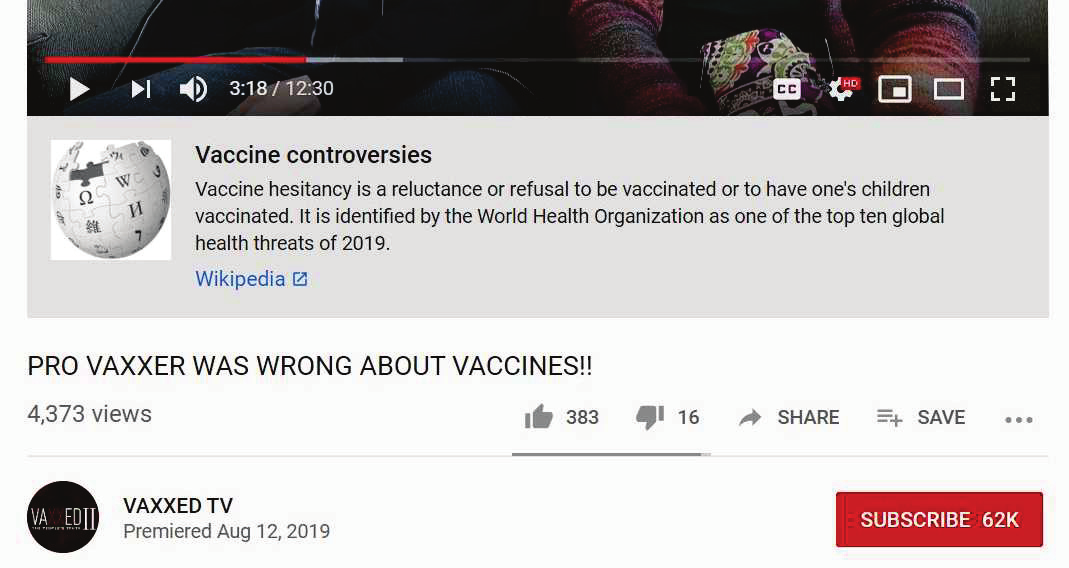 3:18 / 12:30
CC
HD
Vaccine controversies
Vaccine hesitancy is a reluctance or refusal to be vaccinated or to have one's children
vaccinated. It is identified by the World Health Organization as one of the top ten global
health threats of 2019.
Wikipedia
Ω W И 維
PRO VAXXER WAS WRONG ABOUT VACCINES!!
4,373 views
383 16 SHARE SAVE
VAXXED II
VAXXED TV
Premiered Aug 12, 2019
SUBSCRIBE 62K